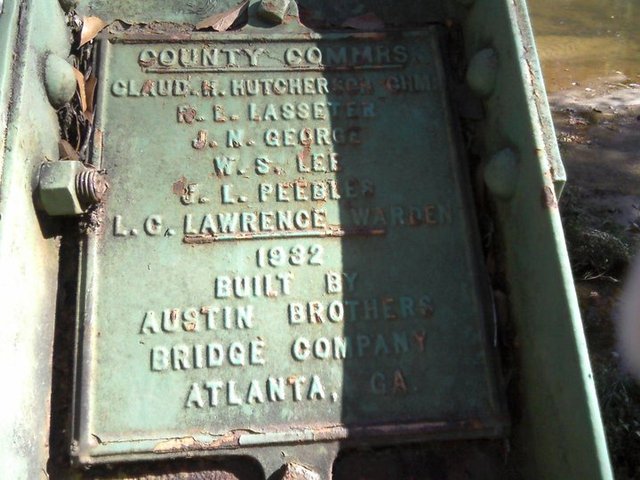 COUNTY COMMRS.
CLAUD. H. HUTCHERSON CHM.
R. L. LASSETER
J. M. GEORGE
W. S. LEE
J. L. PEEBLES
L. C. LAWRENCE WARDEN
1932
BUILT BY
AUSTIN BROTHERS
BRIDGE COMPANY
ATLANTA, GA.